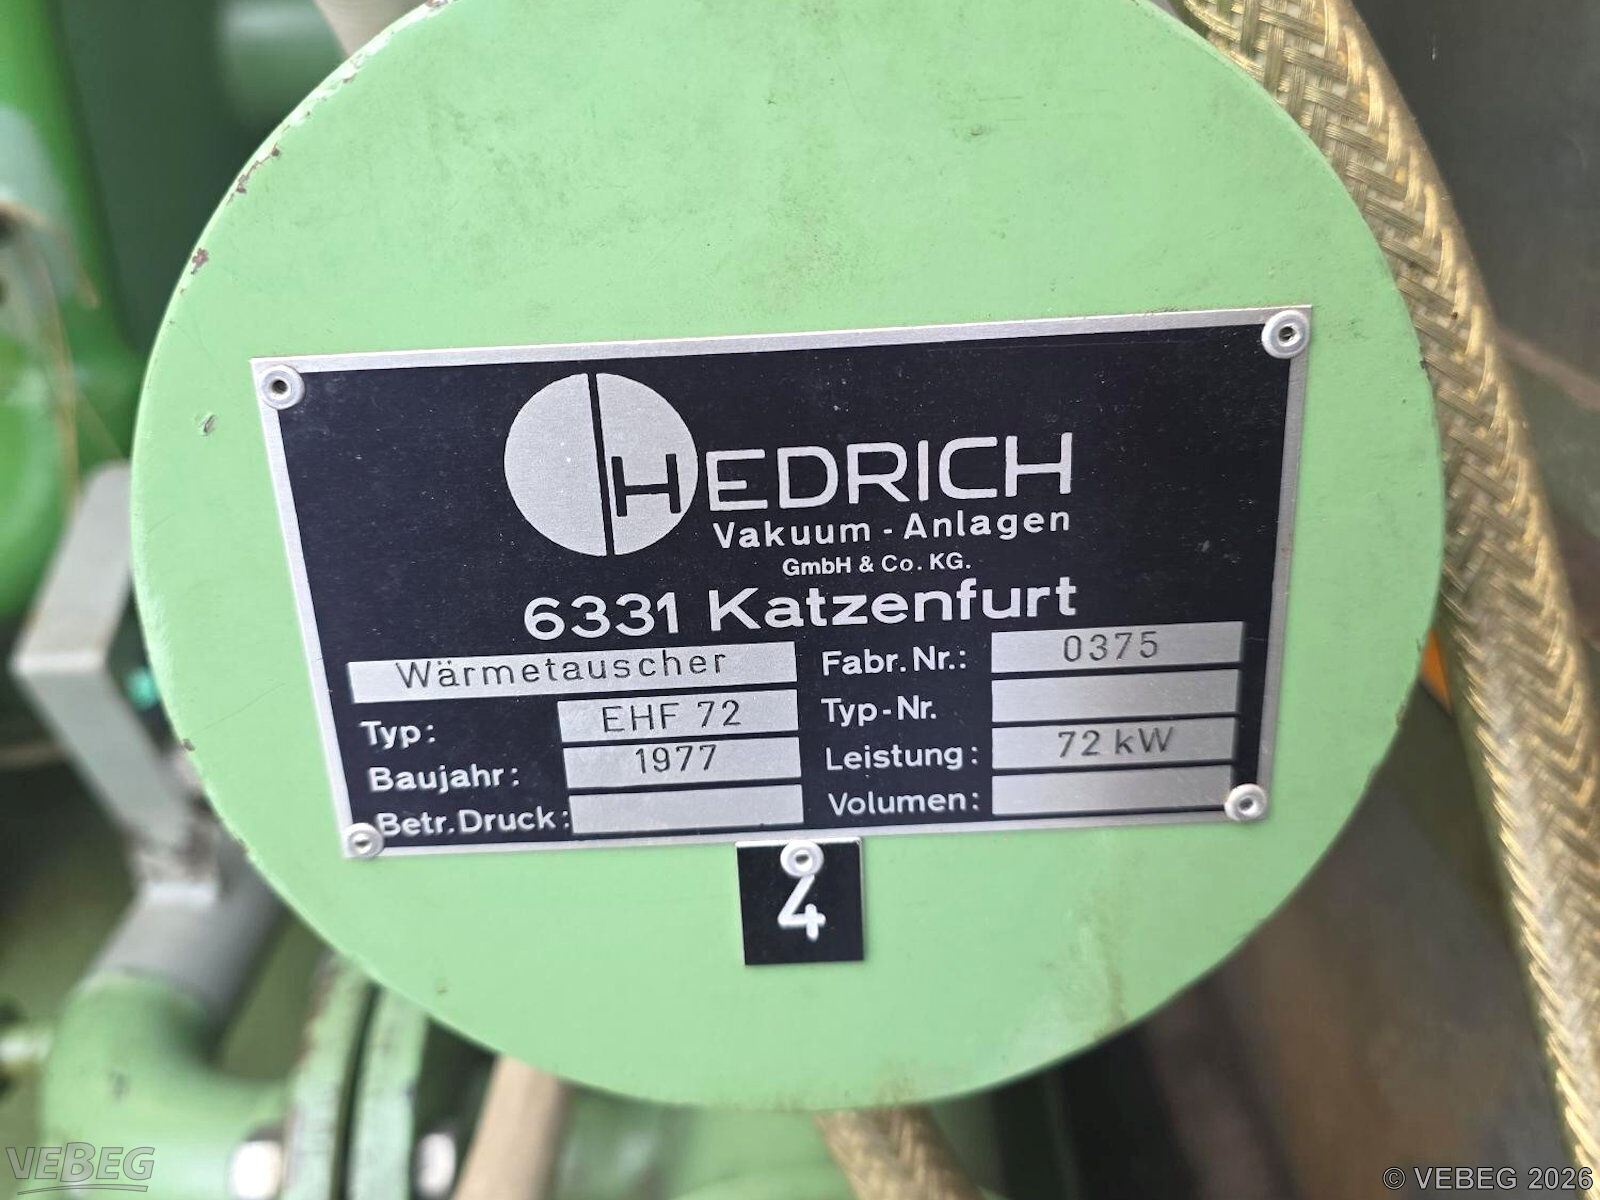 HEDRICH
Vakuum - Anlagen
GmbH & Co. KG.
6331 Katzenfurt
Wärmetauscher
Fabr. Nr.: 0375
Typ: EHF 72
Typ-Nr.
Baujahr: 1977
Leistung: 72 kW
Betr. Druck:
Volumen:
4
VEBEG
© VEBEG 2026